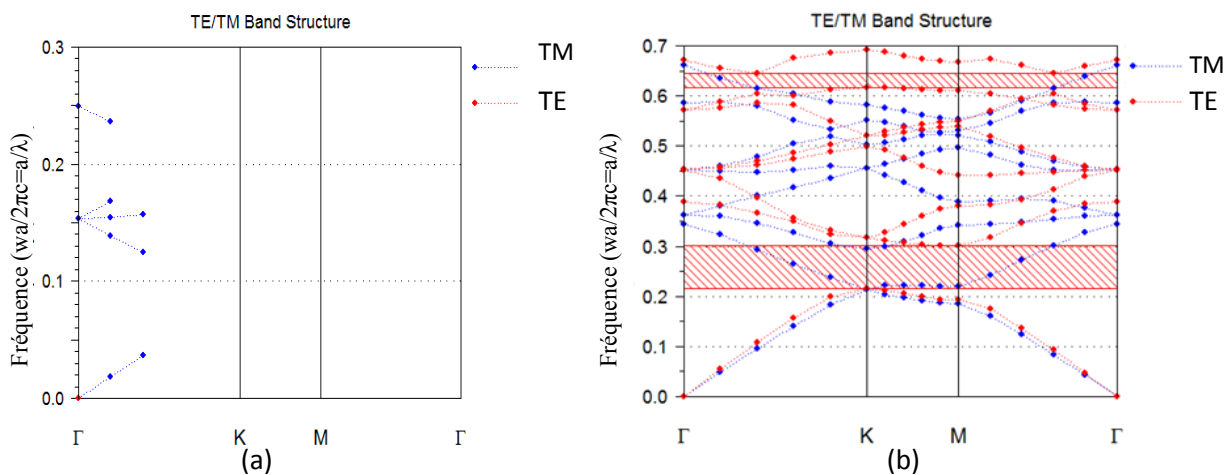 TE/TM Band Structure
Fréquence (wa/2πc=a/λ)
0.3
0.2
0.1
0.0
Γ
K
M
Γ
TM
TE
(a)
TE/TM Band Structure
Fréquence (wa/2πc=a/λ)
0.7
0.6
0.5
0.4
0.3
0.2
0.1
0.0
Γ
K
M
Γ
TM
TE
(b)